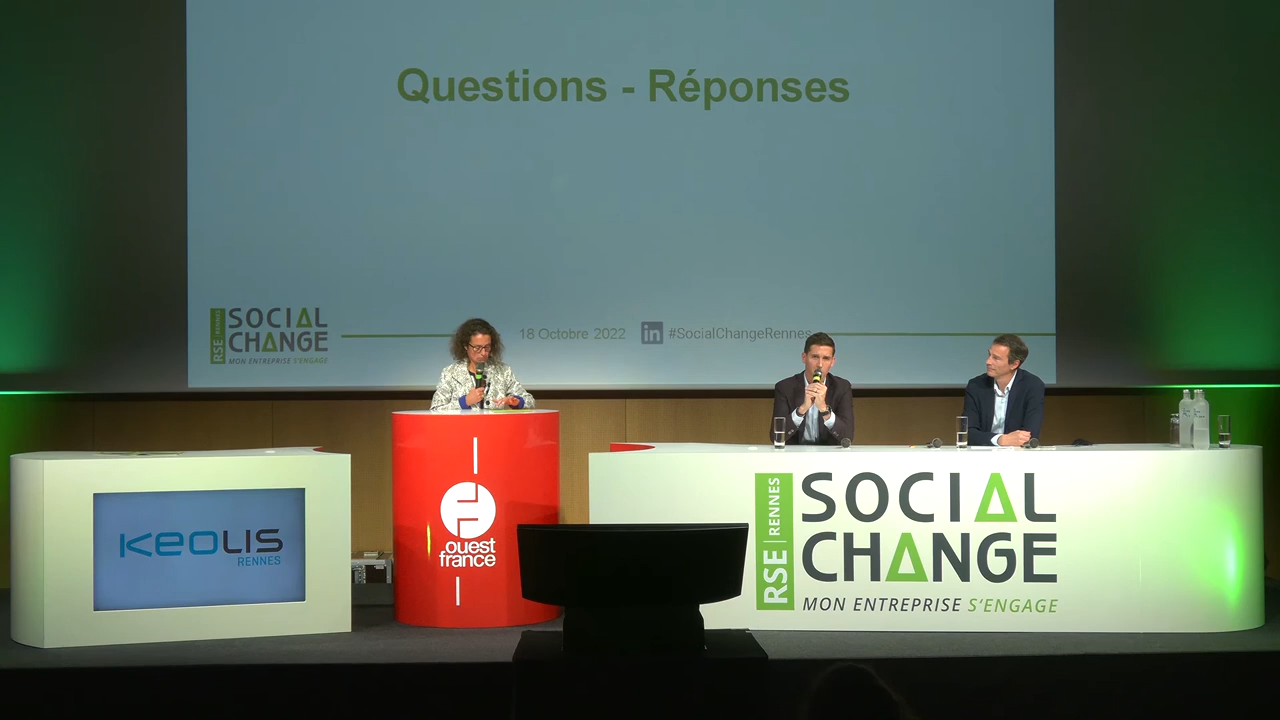 Questions - Réponses
RSE RENNES
SOCIAL
CHANGE
MON ENTREPRISE S'ENGAGE
18 Octobre 2022
in #SocialChangeRennes
KEOLIS
RENNES
ouest
france
RSE | RENNES
SOCIAL
CHANGE
MON ENTREPRISE S'ENGAGE